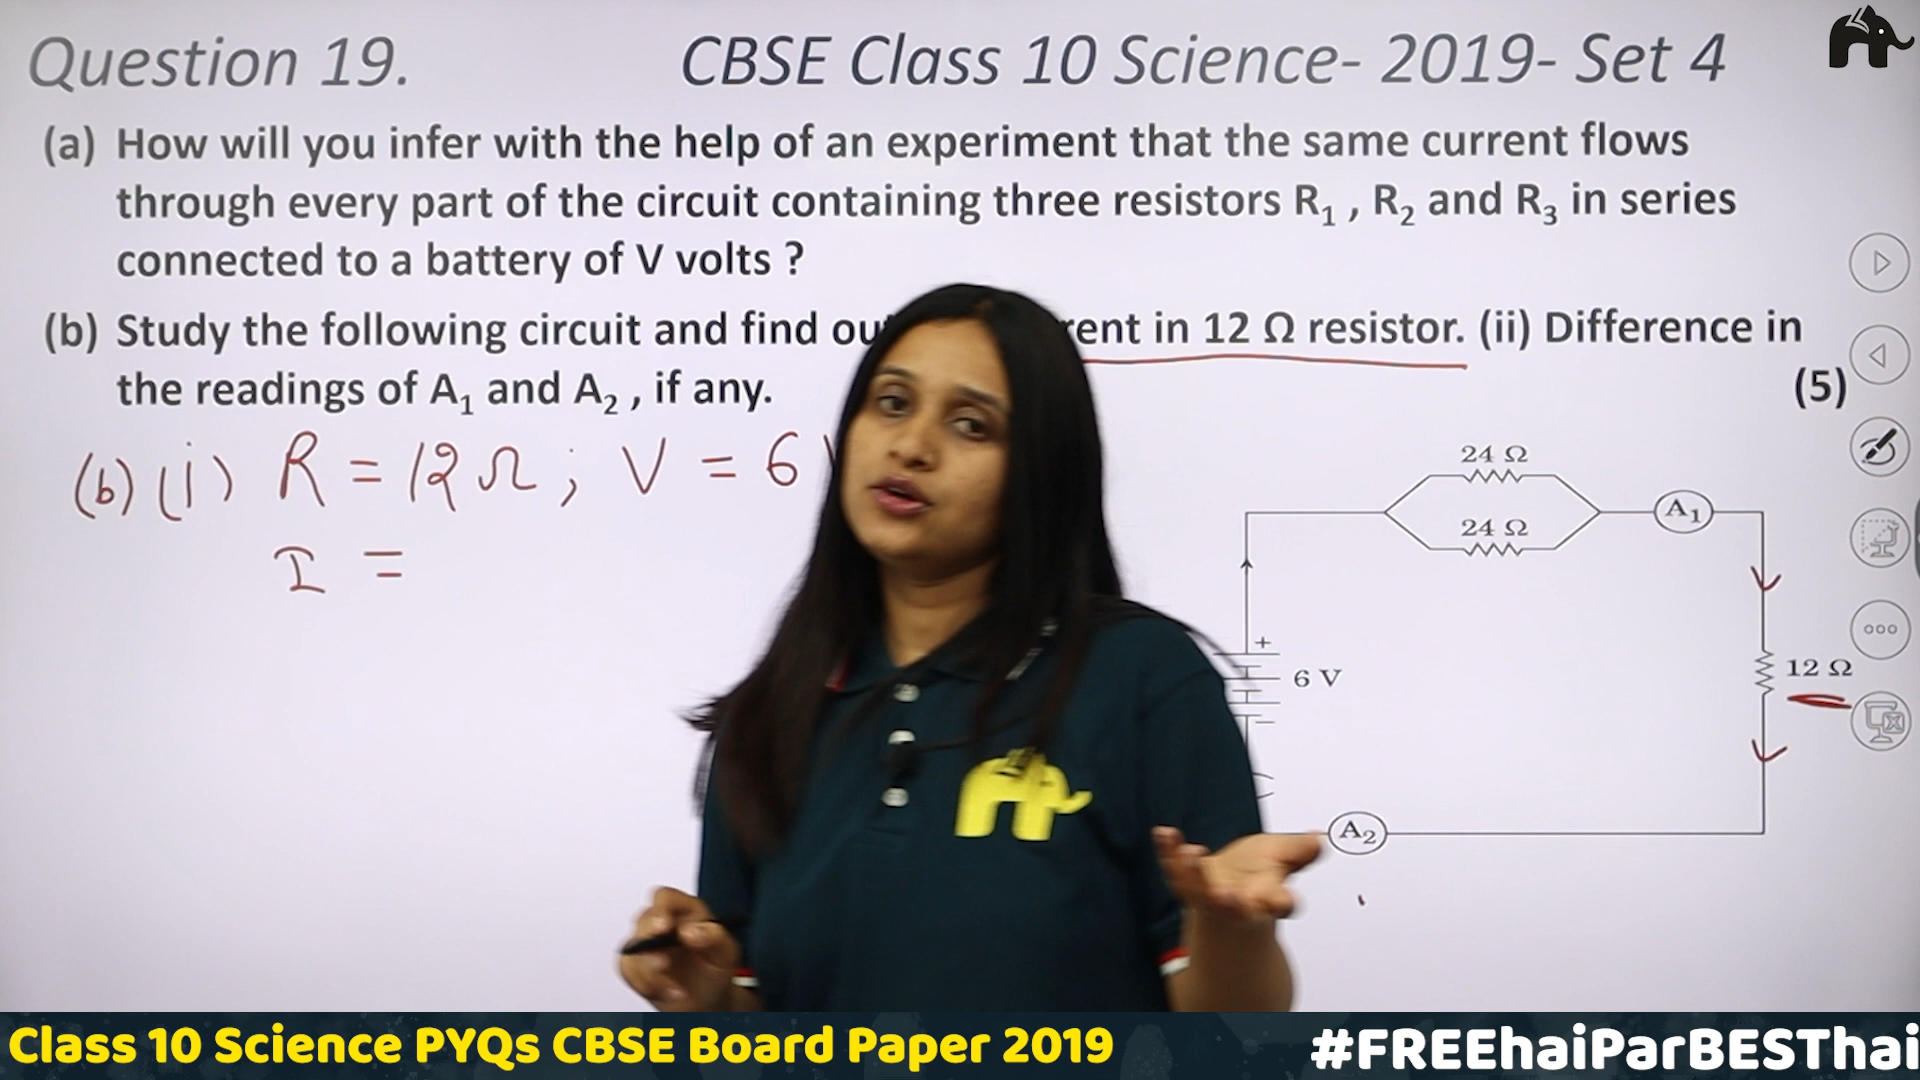 Question 19.
CBSE Class 10 Science- 2019- Set 4
(a) How will you infer with the help of an experiment that the same current flows
through every part of the circuit containing three resistors R₁ , R₂ and R₃ in series
connected to a battery of V volts ?
(b) Study the following circuit and find in 12 Ω resistor. (ii) Difference in
the readings of A₁ and A₂ , if any.
(5)
(b) (i) R = 12 Ω ; V = 6
I =
24 Ω
24 Ω
A₁
+
6 V
12 Ω
A₂
Class 10 Science PYQs CBSE Board Paper 2019
#FREEhaiParBESThai